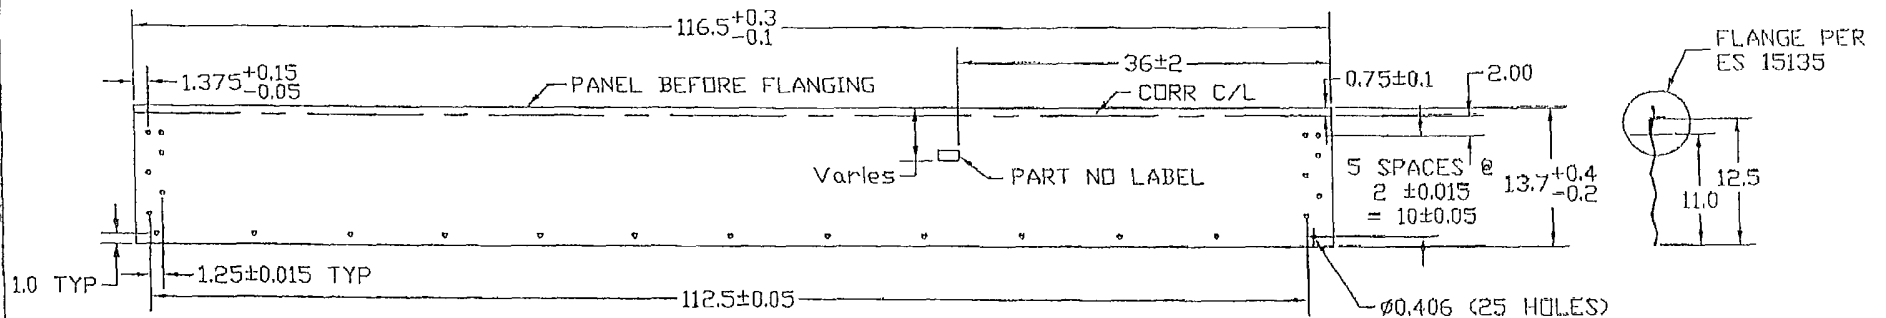 116.5+0.3
-0.1
36±2
FLANGE PER
ES 15135
1.375+0.15
-0.05
PANEL BEFORE FLANGING
CORR C/L
0.75±0.1
2.00
Varies
PART NO LABEL
5 SPACES @
2 ±0.015
= 10±0.05
13.7+0.4
-0.2
11.0
12.5
1.0 TYP
1.25±0.015 TYP
112.5±0.05
Ø0.406 (25 HOLES)